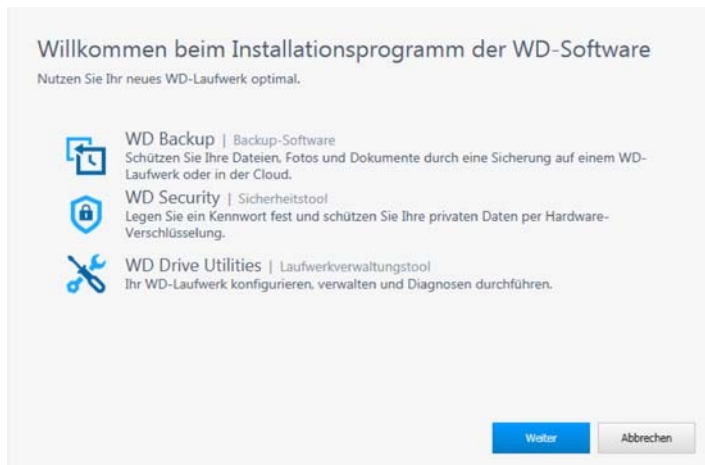 Willkommen beim Installationsprogramm der WD-Software
Nutzen Sie Ihr neues WD-Laufwerk optimal.
WD Backup | Backup-Software
Schützen Sie Ihre Dateien, Fotos und Dokumente durch eine Sicherung auf einem WD-
Laufwerk oder in der Cloud.
WD Security | Sicherheitstool
Legen Sie ein Kennwort fest und schützen Sie Ihre privaten Daten per Hardware-
Verschlüsselung.
WD Drive Utilities | Laufwerkverwaltungstool
Ihr WD-Laufwerk konfigurieren, verwalten und Diagnosen durchführen.
Weiter
Abbrechen